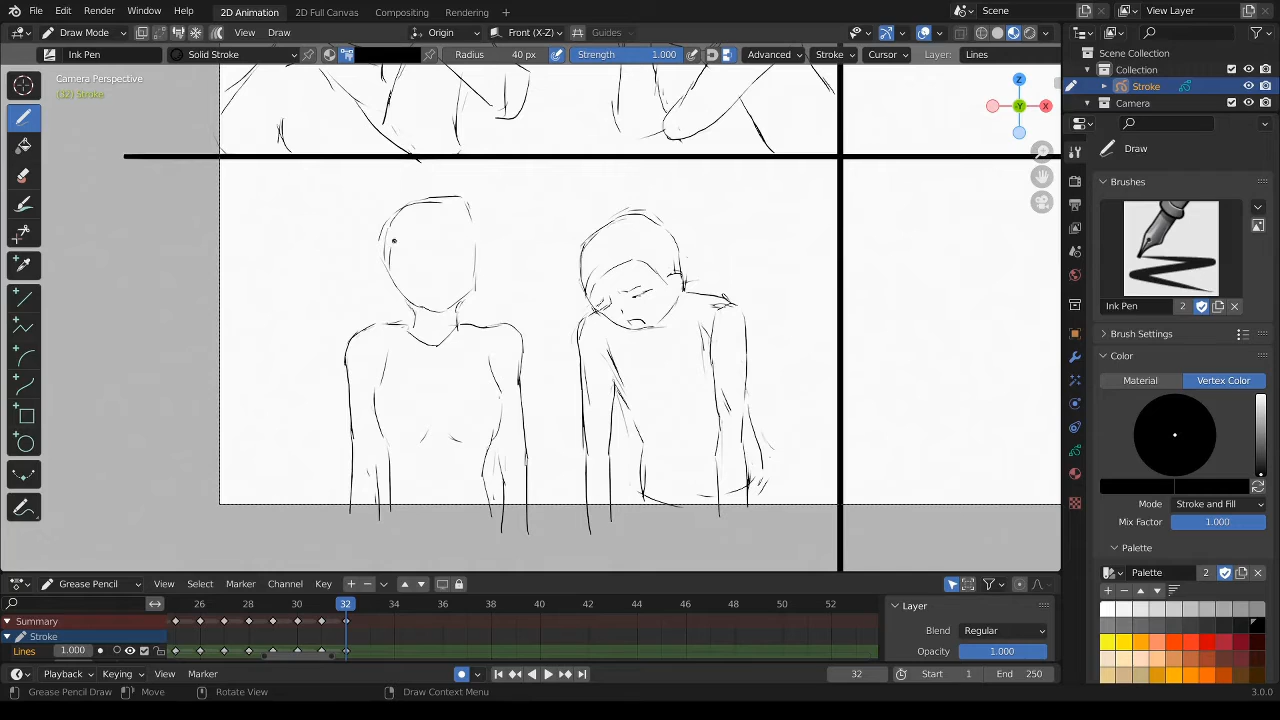 File Edit Render Window Help 2D Animation 2D Full Canvas Compositing Rendering + Scene View Layer
Draw Mode View Draw Origin Front (X-Z) Guides
Ink Pen Solid Stroke Radius 40 px Strength 1.000 Advanced Stroke Cursor Layer: Lines
Camera Perspective
(32) Stroke
Z
Y
X
Scene Collection
Collection
Stroke
Camera
Draw
Brushes
Ink Pen 2
Brush Settings
Color
Material Vertex Color
Mode Stroke and Fill
Mix Factor 1.000
Palette
Palette 2
Grease Pencil View Select Marker Channel Key
26 28 30 32 34 36 38 40 42 44 46 48 50 52
Summary
Stroke
Lines 1.000
Layer
Blend Regular
Opacity 1.000
Playback Keying View Marker 32 Start 1 End 250
Grease Pencil Draw Move Rotate View Draw Context Menu 3.0.0